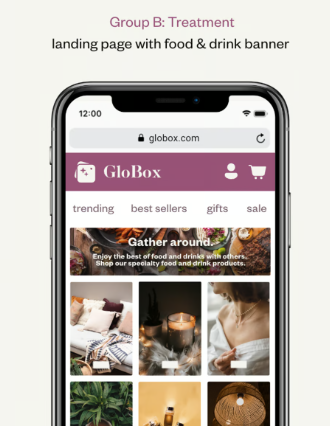 Group B: Treatment
landing page with food & drink banner
12:00
globox.com
GloBox
trending best sellers gifts sale
Gather around.
Enjoy the best of food and drinks with others.
Shop our specialty food and drink products.